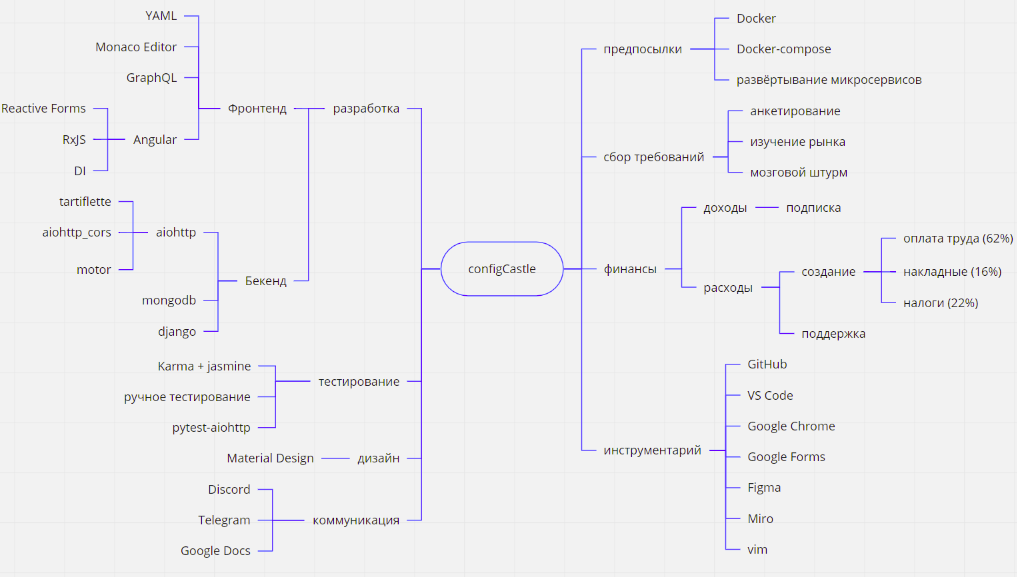 YAML
Monaco Editor
GraphQL
Фронтенд
разработка
Reactive Forms
RxJS
Angular
DI
tartiflette
aiohttp_cors
aiohttp
motor
Бекенд
mongodb
django
Karma + jasmine
тестирование
ручное тестирование
pytest-aiohttp
Material Design
дизайн
Discord
Telegram
коммуникация
Google Docs
configCastle
предпосылки
Docker
Docker-compose
развёртывание микросервисов
сбор требований
анкетирование
изучение рынка
мозговой штурм
финансы
доходы
подписка
расходы
создание
оплата труда (62%)
накладные (16%)
налоги (22%)
поддержка
инструментарий
GitHub
VS Code
Google Chrome
Google Forms
Figma
Miro
vim